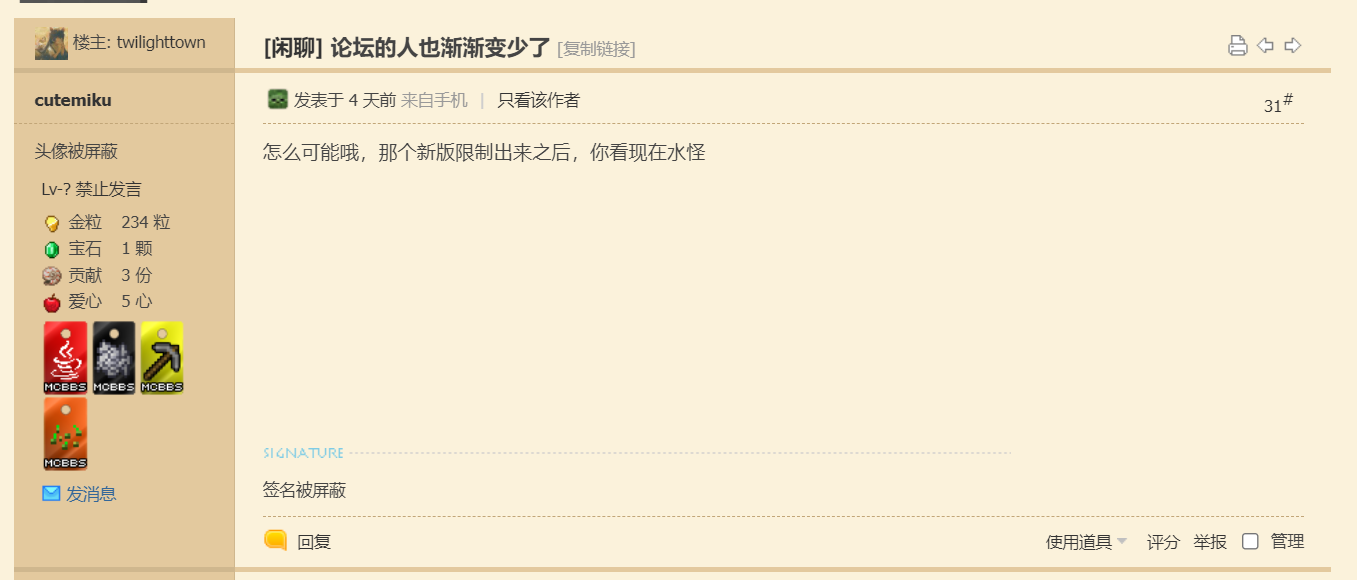 楼主: twilighttown
[闲聊] 论坛的人也渐渐变少了 [复制链接]
cutemiku
发表于 4 天前 来自手机 | 只看该作者
31#
头像被屏蔽
怎么可能哦，那个新版限制出来之后，你看现在水怪
Lv-? 禁止发言
金粒 234 粒
宝石 1 颗
贡献 3 份
爱心 5 心
MCBBS MCBBS MCBBS
MCBBS
发消息
SIGNATURE
签名被屏蔽
回复
使用道具 评分 举报 管理